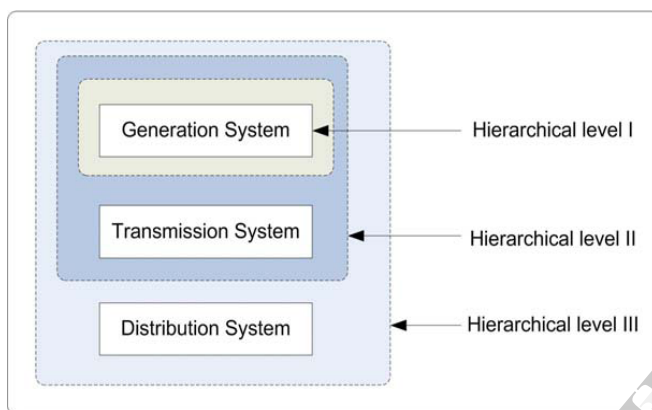 Generation System
Hierarchical level I
Transmission System
Hierarchical level II
Distribution System
Hierarchical level III